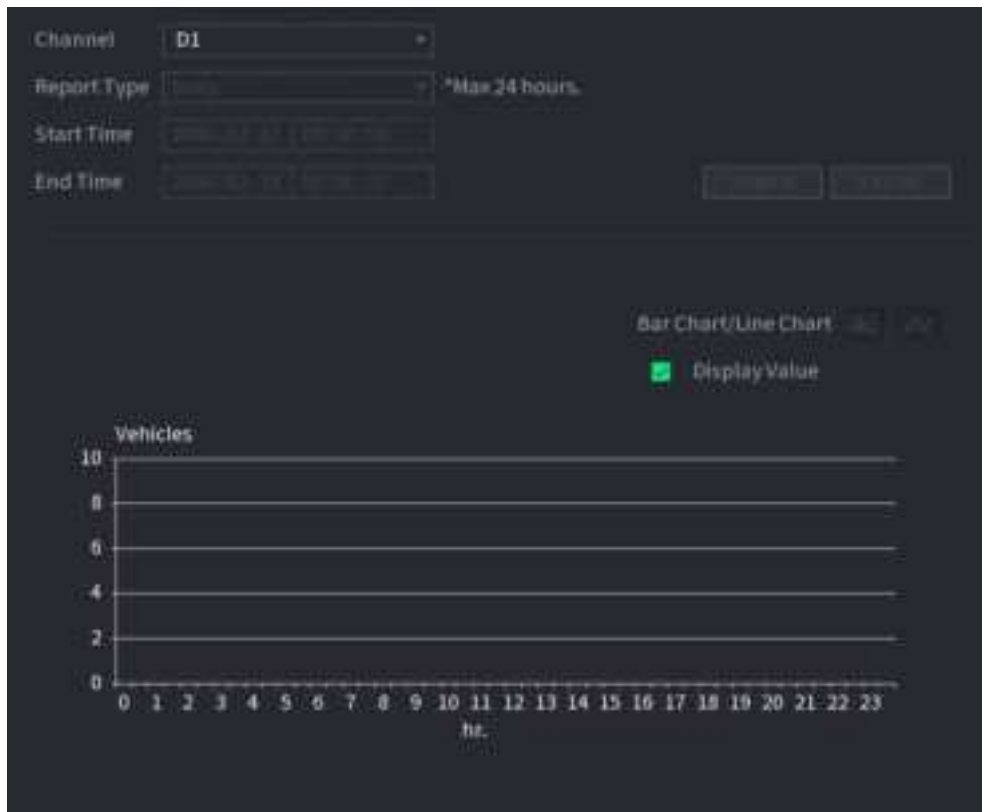 Channel D1
Report Type *Max 24 hours.
Start Time
End Time
Bar Chart/Line Chart
Display Value
Vehicles
10
8
6
4
2
0
0 1 2 3 4 5 6 7 8 9 10 11 12 13 14 15 16 17 18 19 20 21 22 23
hr.